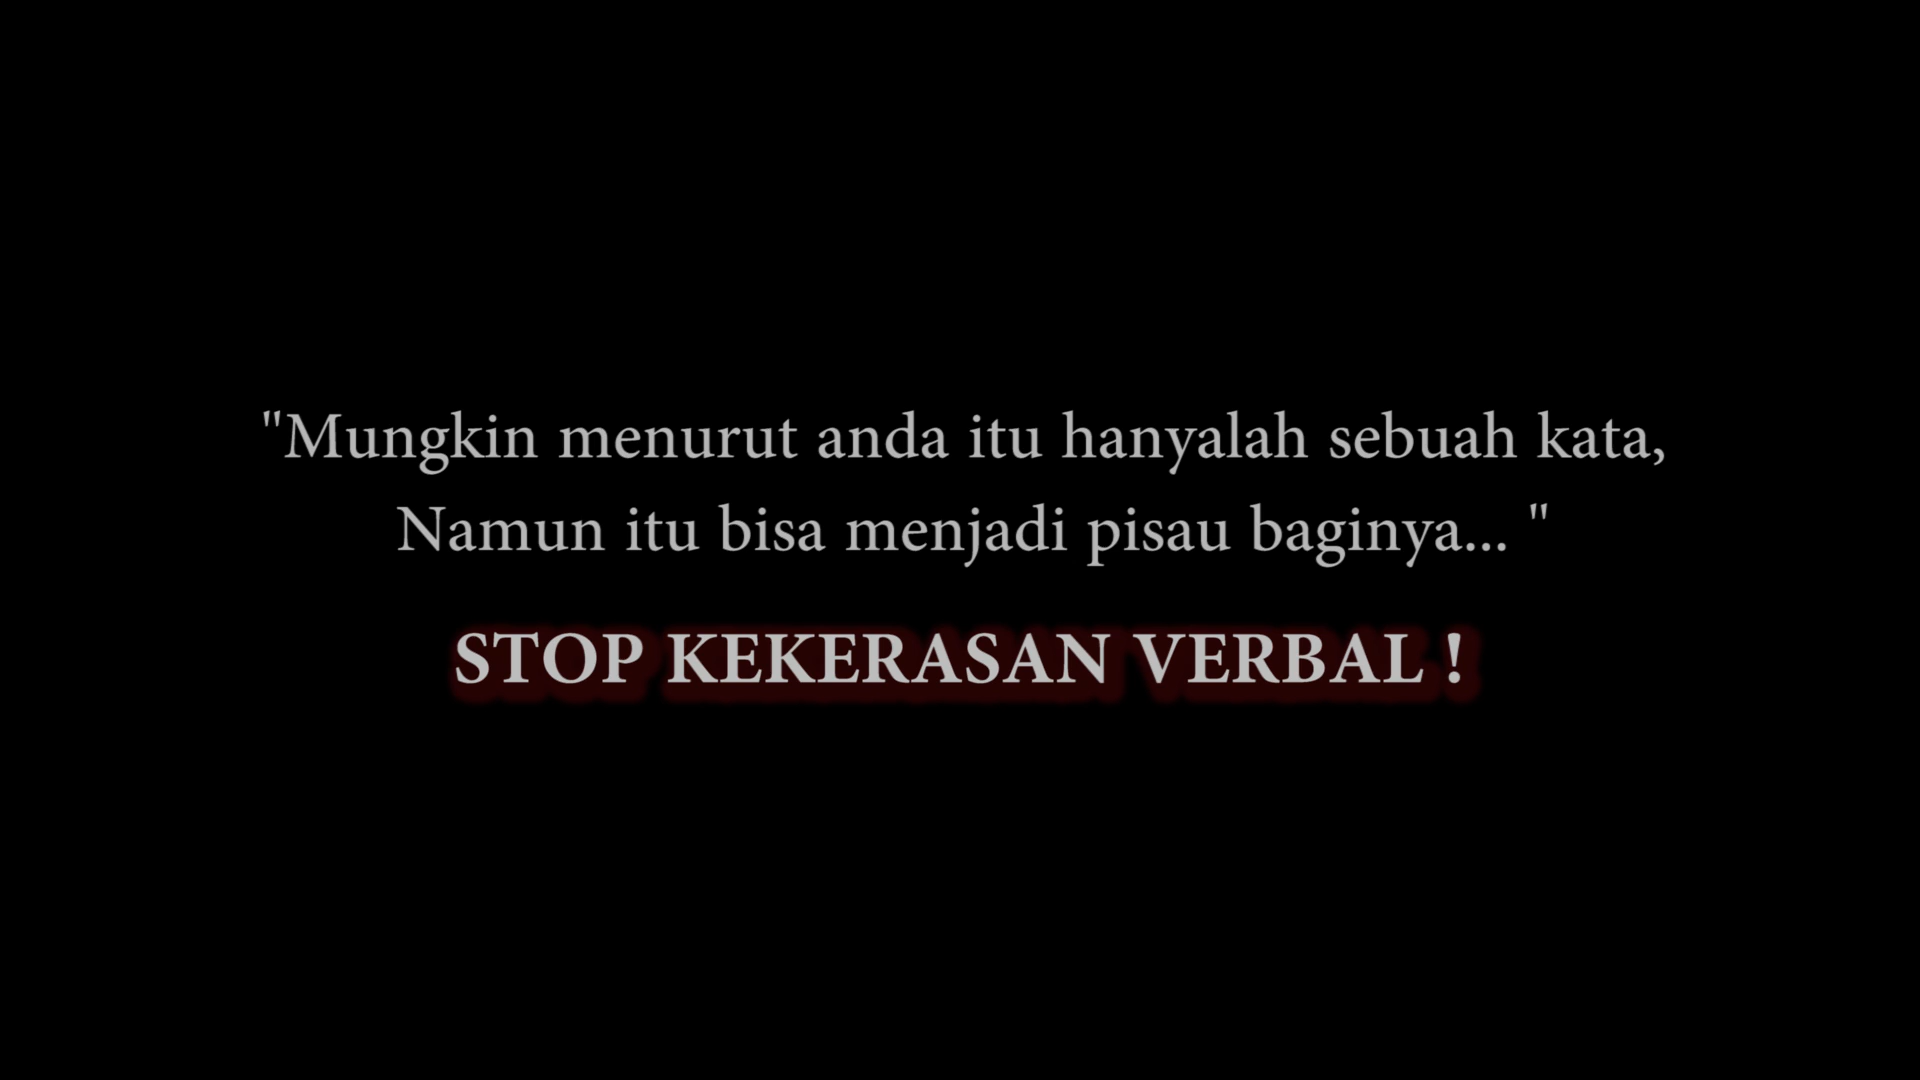 "Mungkin menurut anda itu hanyalah sebuah kata,
Namun itu bisa menjadi pisau baginya... "
STOP KEKERASAN VERBAL !